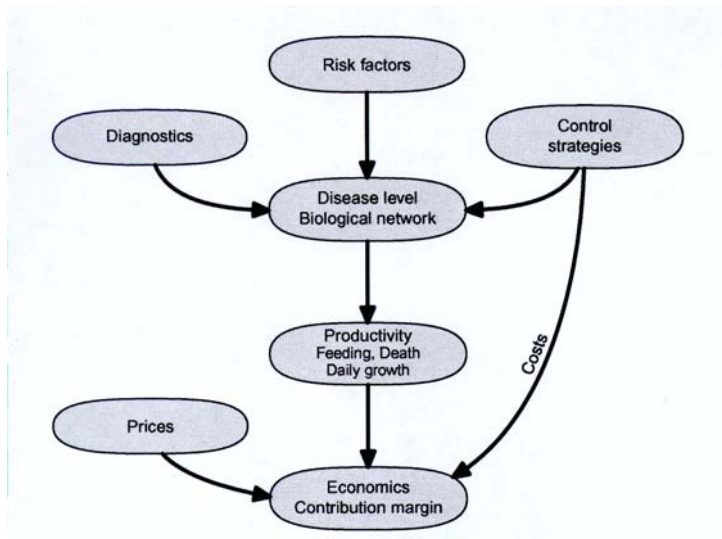 Risk factors
Diagnostics
Control
strategies
Disease level
Biological network
Productivity
Feeding, Death
Daily growth
Costs
Prices
Economics
Contribution margin